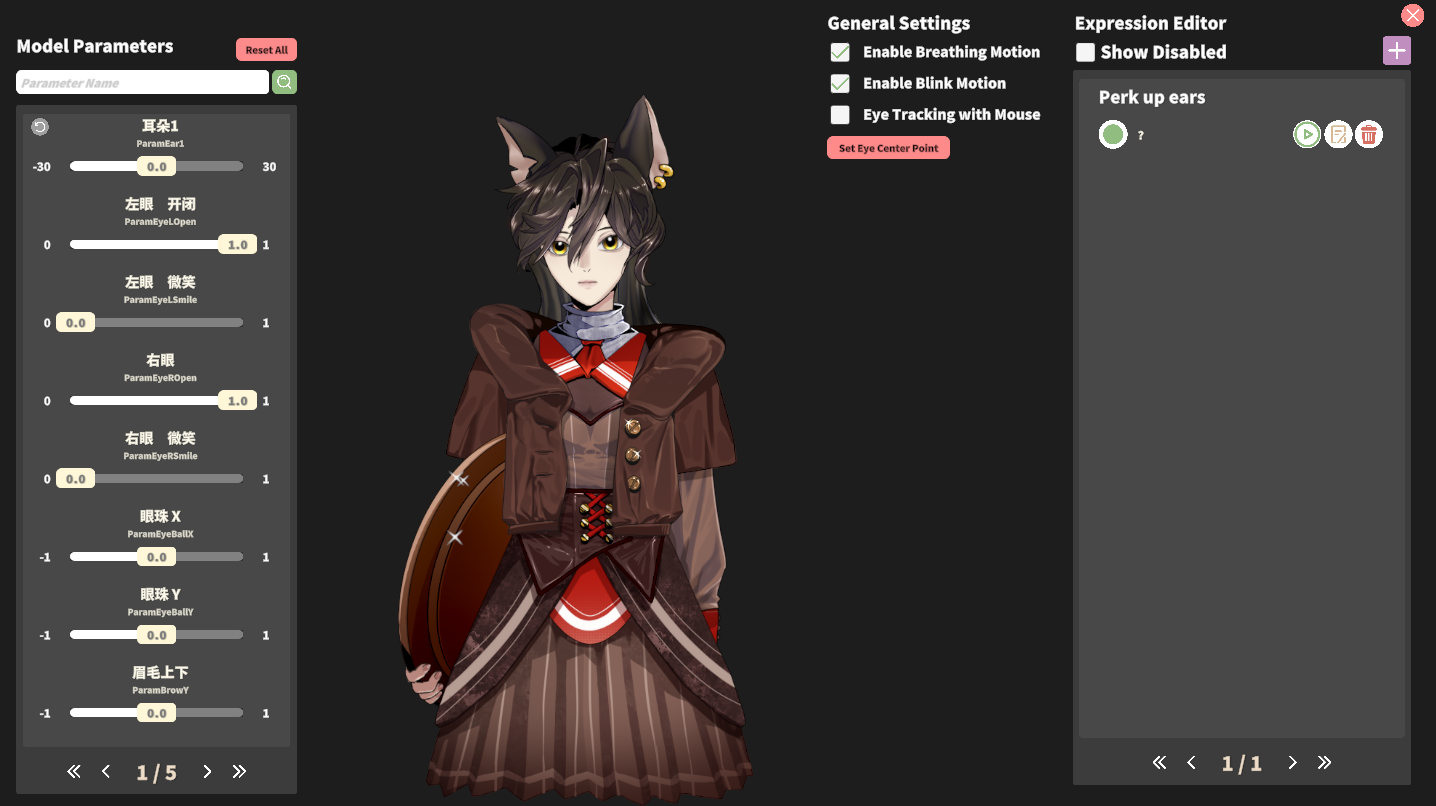 Model Parameters
Reset All
Parameter Name
耳朵1
ParamEar1
-30 0.0 30
左眼　开闭
ParamEyeLOpen
0 1.0 1
左眼　微笑
ParamEyeLSmile
0 0.0 1
右眼
ParamEyeROpen
0 1.0 1
右眼　微笑
ParamEyeRSmile
0 0.0 1
眼珠 X
ParamEyeBallX
-1 0.0 1
眼珠 Y
ParamEyeBallY
-1 0.0 1
眉毛上下
ParamBrowY
-1 0.0 1
1 / 5
General Settings
Enable Breathing Motion
Enable Blink Motion
Eye Tracking with Mouse
Set Eye Center Point
Expression Editor
Show Disabled
Perk up ears
?
1 / 1